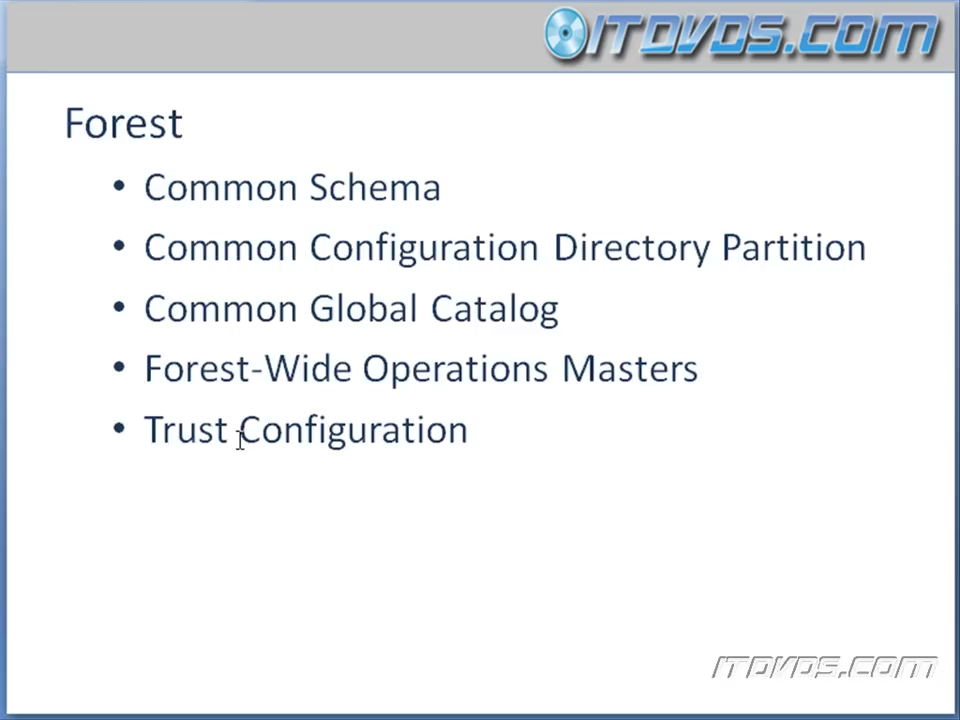 ITDVDS.COM
Forest
• Common Schema
• Common Configuration Directory Partition
• Common Global Catalog
• Forest-Wide Operations Masters
• Trust Configuration
ITDVDS.COM